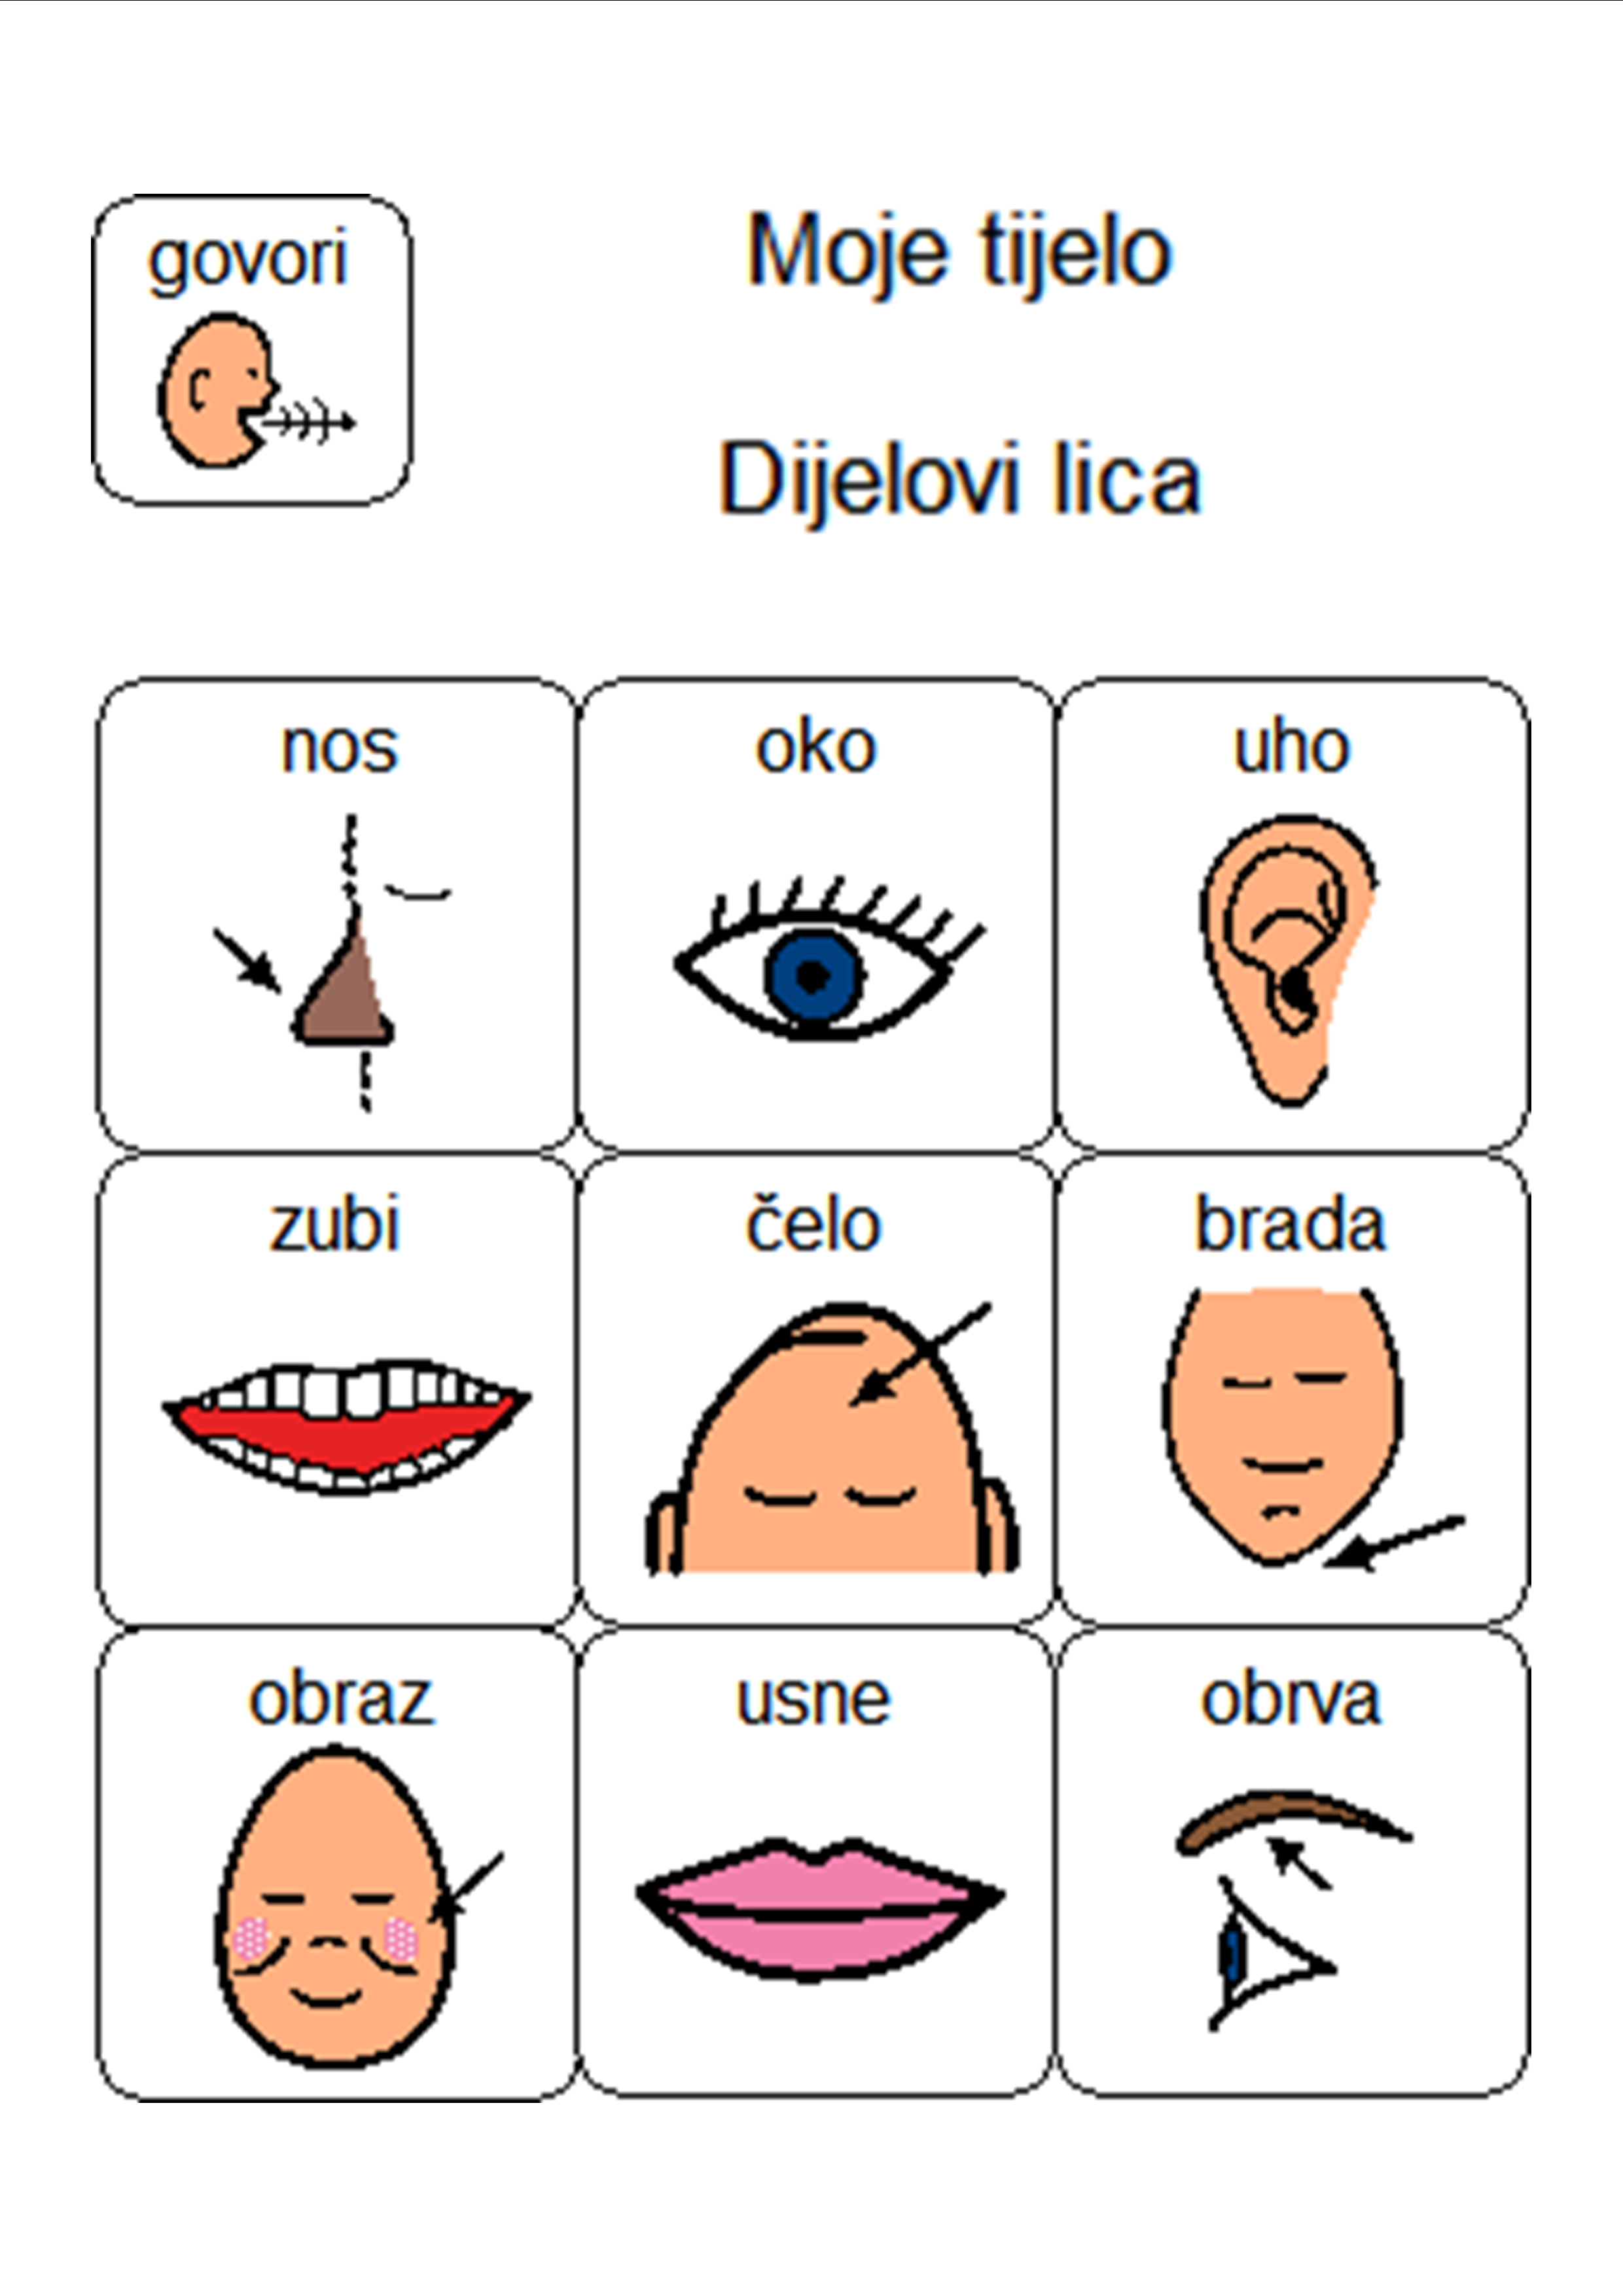 govori
Moje tijelo
Dijelovi lica
nos
oko
uho
zubi
čelo
brada
obraz
usne
obrva